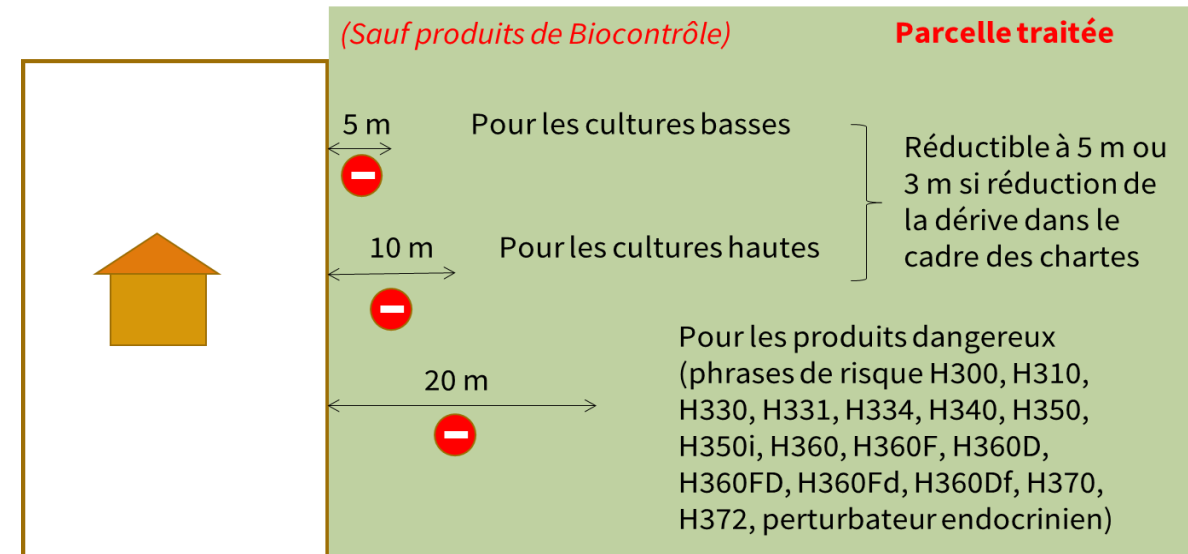 (Sauf produits de Biocontrôle)
Parcelle traitée
5 m
Pour les cultures basses
Réductible à 5 m ou
3 m si réduction de
la dérive dans le
cadre des chartes
10 m
Pour les cultures hautes
20 m
Pour les produits dangereux
(phrases de risque H300, H310,
H330, H331, H334, H340, H350,
H350i, H360, H360F, H360D,
H360FD, H360Fd, H360Df, H370,
H372, perturbateur endocrinien)